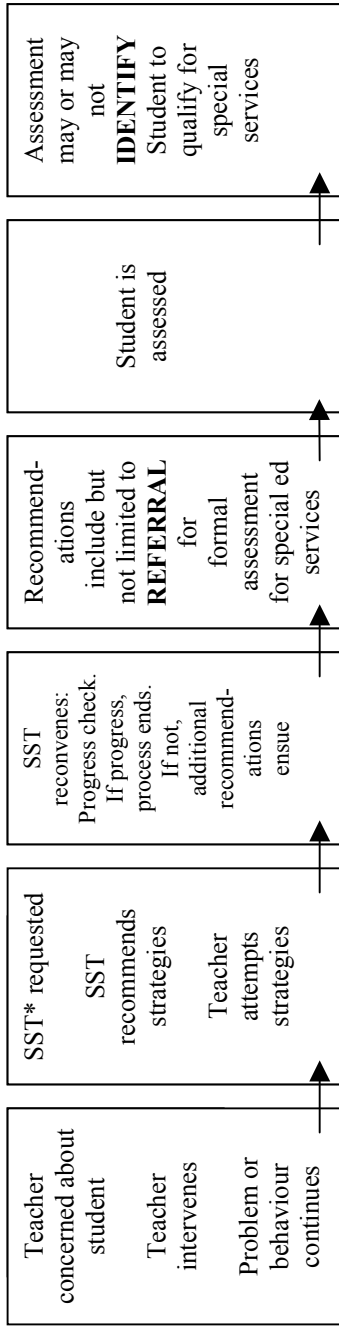 Teacher
concerned about
student
Teacher
intervenes
Problem or
behaviour
continues
SST* requested
SST
recommends
strategies
Teacher
attempts
strategies
SST
reconvenes:
Progress check.
If progress,
process ends.
If not,
additional
recommend-
ations
ensue
Recommend-
ations
include but
not limited to
REFERRAL
for
formal
assessment
for special ed
services
Student is
assessed
Assessment
may or may
not
IDENTIFY
Student to
qualify for
special
services